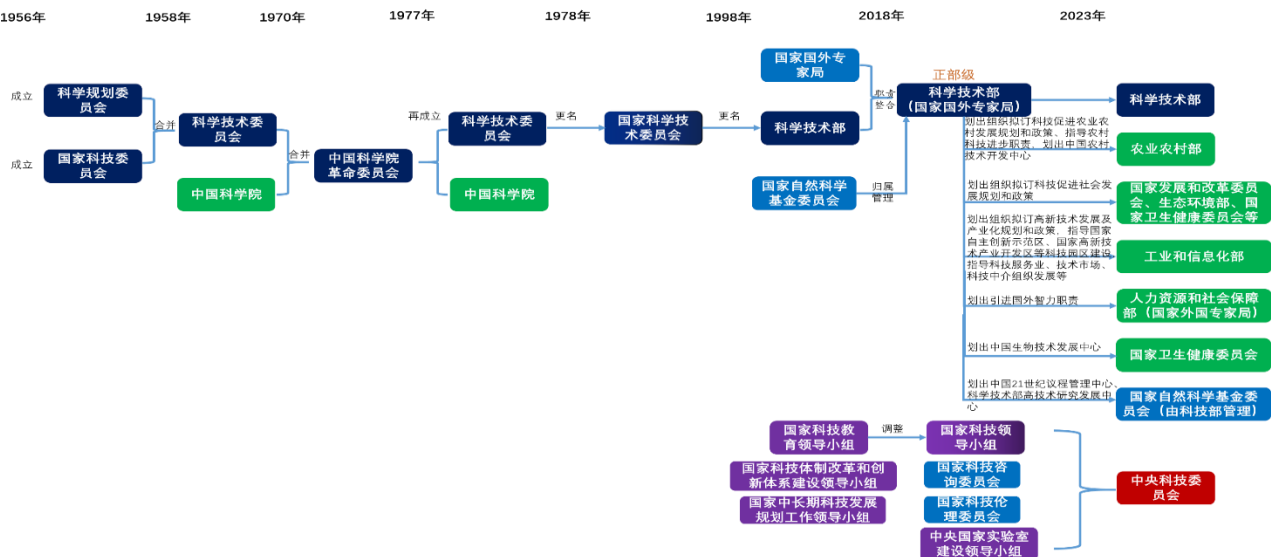 1956年
1958年
1970年
1977年
1978年
1998年
2018年
2023年
成立
科学规划委
员会
成立
国家科技委
员会
合并
科学技术委
员会
中国科学院
合并
中国科学院
革命委员会
再成立
科学技术委
员会
中国科学院
更名
国家科学技
术委员会
更名
国家国外专
家局
科学技术部
国家自然科学
基金委员会
职责
整合
归属
管理
正部级
科学技术部
（国家国外专家局）
科学技术部
划出组织拟订科技促进农业农
村发展规划和政策、指导农村
科技进步职责，划出中国农村
技术开发中心
农业农村部
划出组织拟订科技促进社会发
展规划和政策
国家发展和改革委员
会、生态环境部、国
家卫生健康委员会等
划出组织拟订高新技术发展及
产业化规划和政策，指导国家
自主创新示范区、国家高新技
术产业开发区等科技园区建设，
指导科技服务业、技术市场、
科技中介组织发展等
工业和信息化部
划出引进国外智力职责
人力资源和社会保障
部（国家外国专家局）
划出中国生物技术发展中心
国家卫生健康委员会
划出中国21世纪议程管理中心、
科学技术部高技术研究发展中
心
国家自然科学基金委
员会（由科技部管理）
国家科技教
育领导小组
调整
国家科技领
导小组
国家科技体制改革和创
新体系建设领导小组
国家科技咨
询委员会
国家中长期科技发展
规划工作领导小组
国家科技伦
理委员会
中央国家实验室
建设领导小组
中央科技委
员会